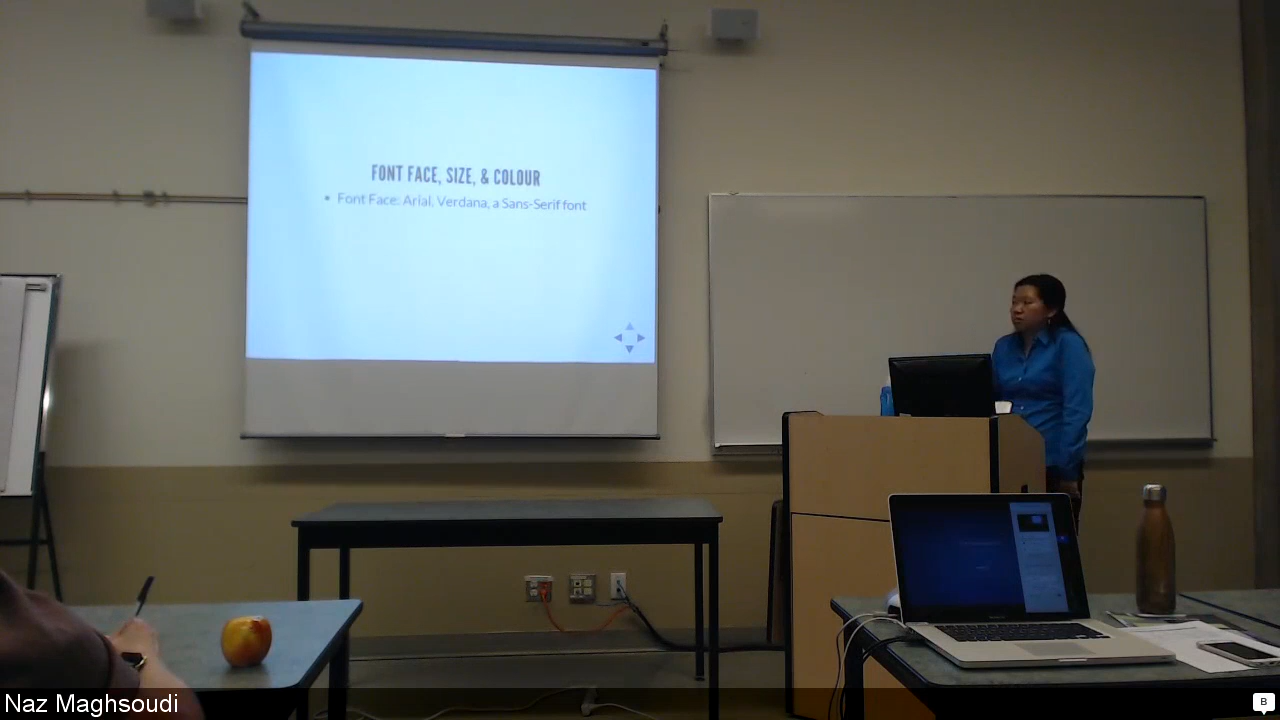 FONT FACE, SIZE, & COLOUR
• Font Face: Arial, Verdana, a Sans-Serif font
Naz Maghsoudi
B